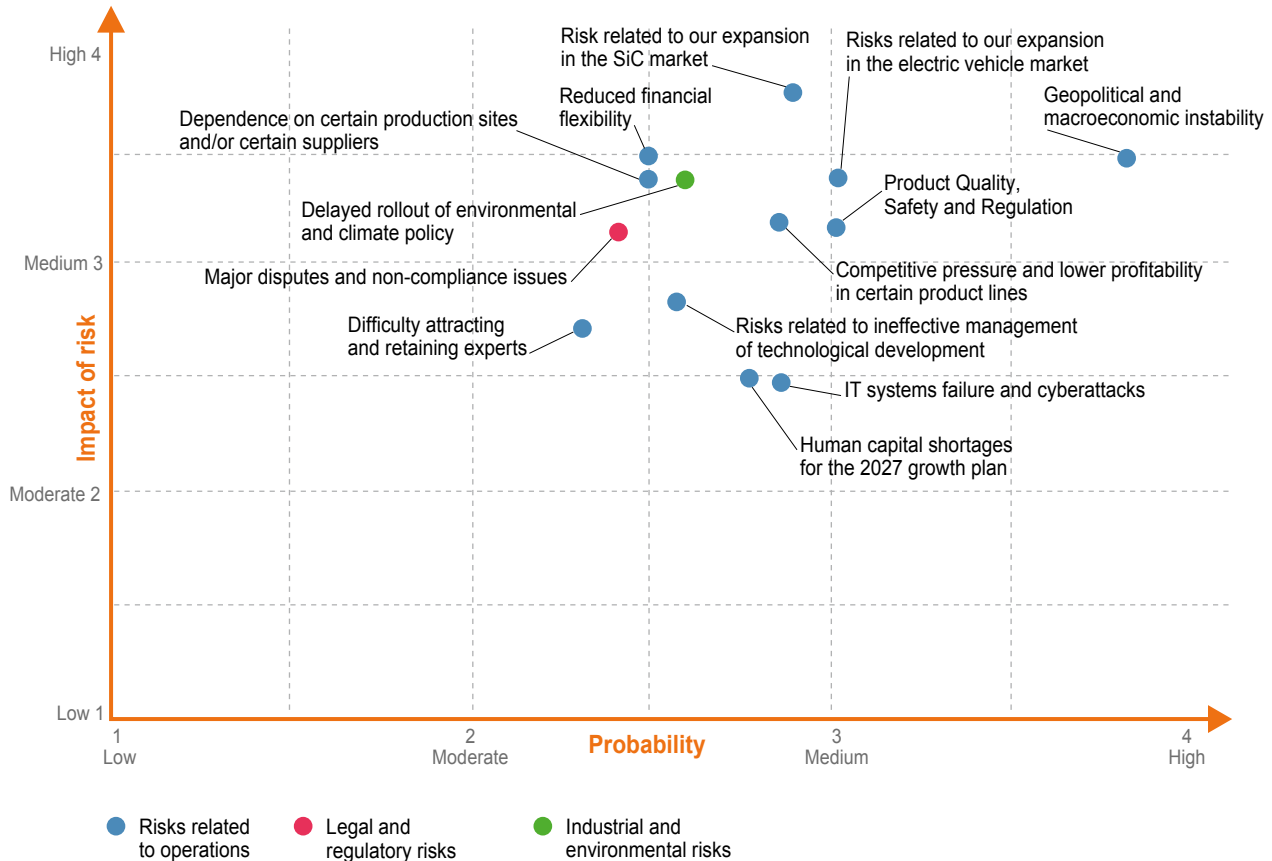 High 4
Risk related to our expansion
in the SiC market
Risks related to our expansion
in the electric vehicle market
Reduced financial
flexibility
Geopolitical and
macroeconomic instability
Dependence on certain production sites
and/or certain suppliers
Product Quality,
Safety and Regulation
Delayed rollout of environmental
and climate policy
Medium 3
Major disputes and non-compliance issues
Competitive pressure and lower profitability
in certain product lines
Impact of risk
Difficulty attracting
and retaining experts
Risks related to ineffective management
of technological development
IT systems failure and cyberattacks
Human capital shortages
for the 2027 growth plan
Moderate 2
Low 1
1
Low
2
Moderate
Probability
3
Medium
4
High
Risks related
to operations
Legal and
regulatory risks
Industrial and
environmental risks